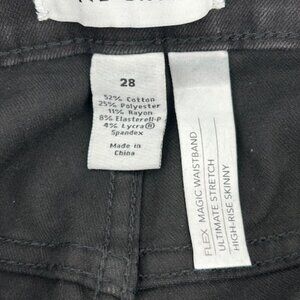 28
52% Cotton
25% Polyester
11% Rayon
8% Elasterell-P
4% Lycra®
Spandex
Made in
China
FLEX MAGIC WAISTBAND
ULTIMATE STRETCH
HIGH-RISE SKINNY